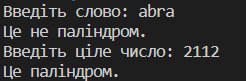 Введіть слово: abra
Це не паліндром.
Введіть ціле число: 2112
Це паліндром.